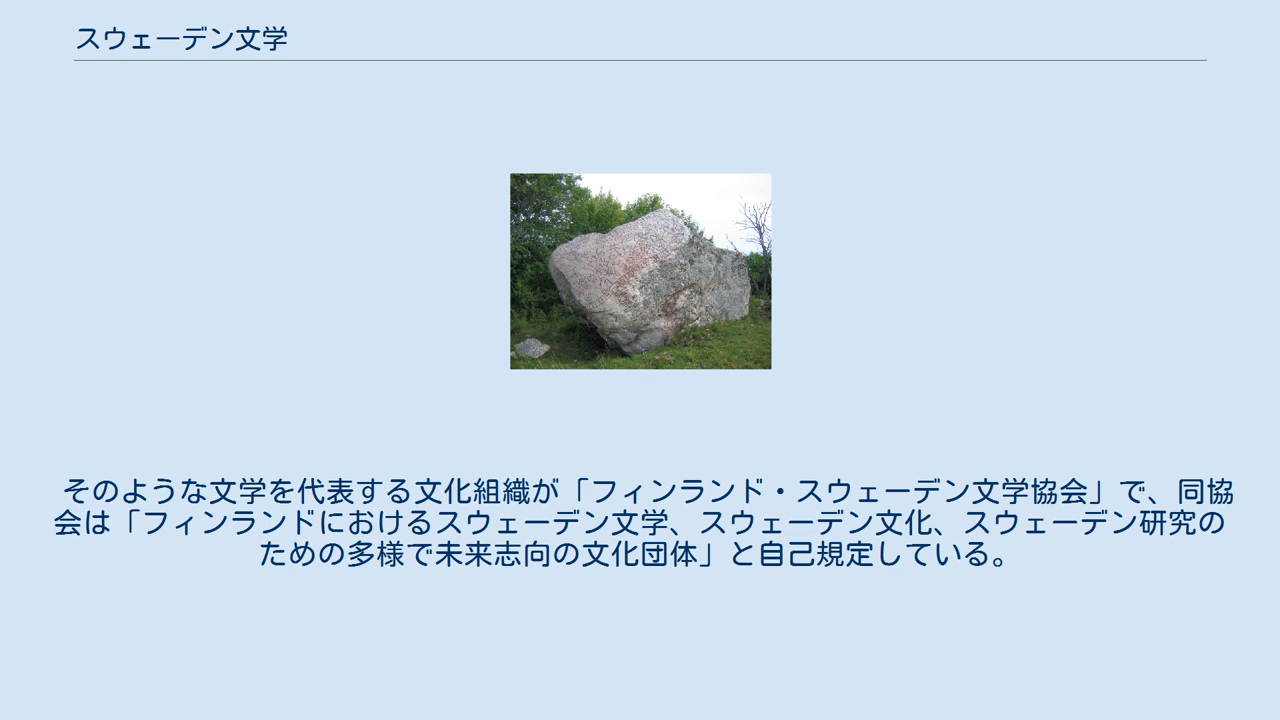 スウェーデン文学
そのような文学を代表する文化組織が「フィンランド・スウェーデン文学協会」で、同協
会は「フィンランドにおけるスウェーデン文学、スウェーデン文化、スウェーデン研究の
ための多様で未来志向の文化団体」と自己規定している。